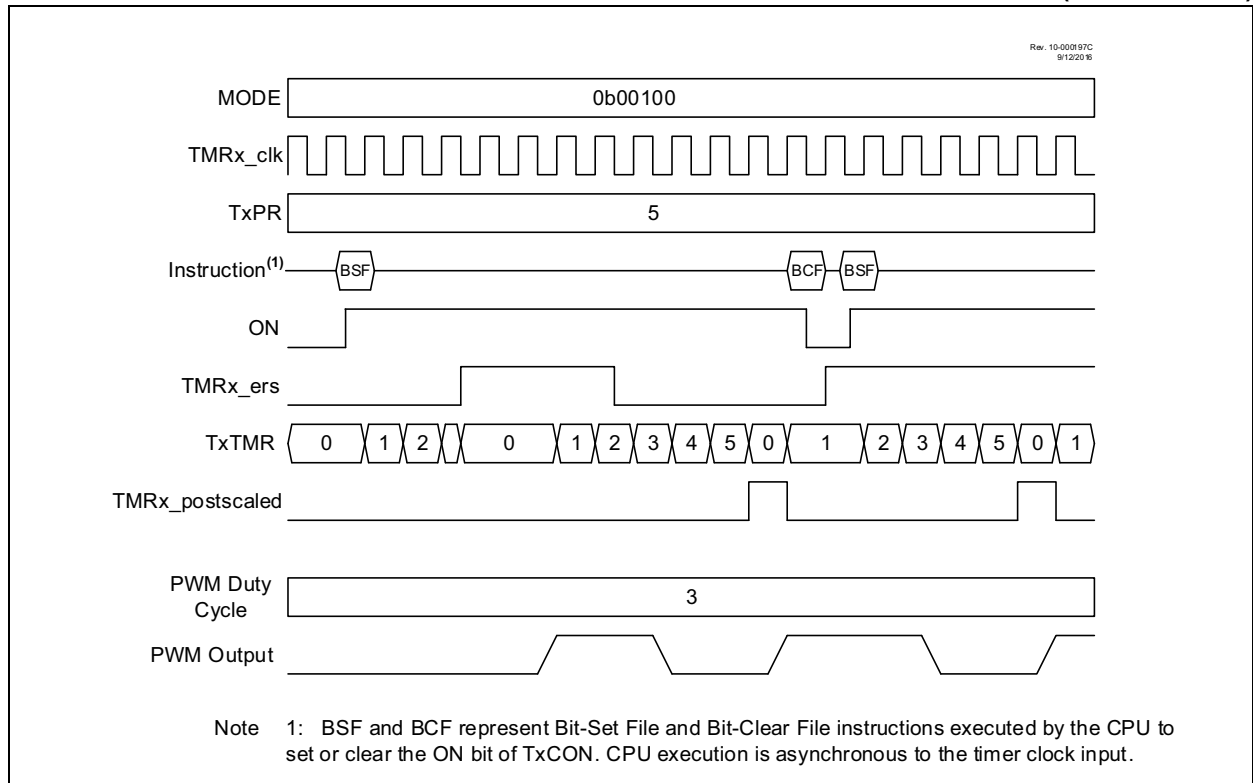 Rev. 10-000197C
9/12/2016
MODE 0b00100
TMRx_clk
TxPR 5
Instruction(1) BSF BCF BSF
ON
TMRx_ers
TxTMR 0 1 2 0 1 2 3 4 5 0 1 2 3 4 5 0 1
TMRx_postscaled
PWM Duty
Cycle 3
PWM Output
Note 1: BSF and BCF represent Bit-Set File and Bit-Clear File instructions executed by the CPU to
set or clear the ON bit of TxCON. CPU execution is asynchronous to the timer clock input.